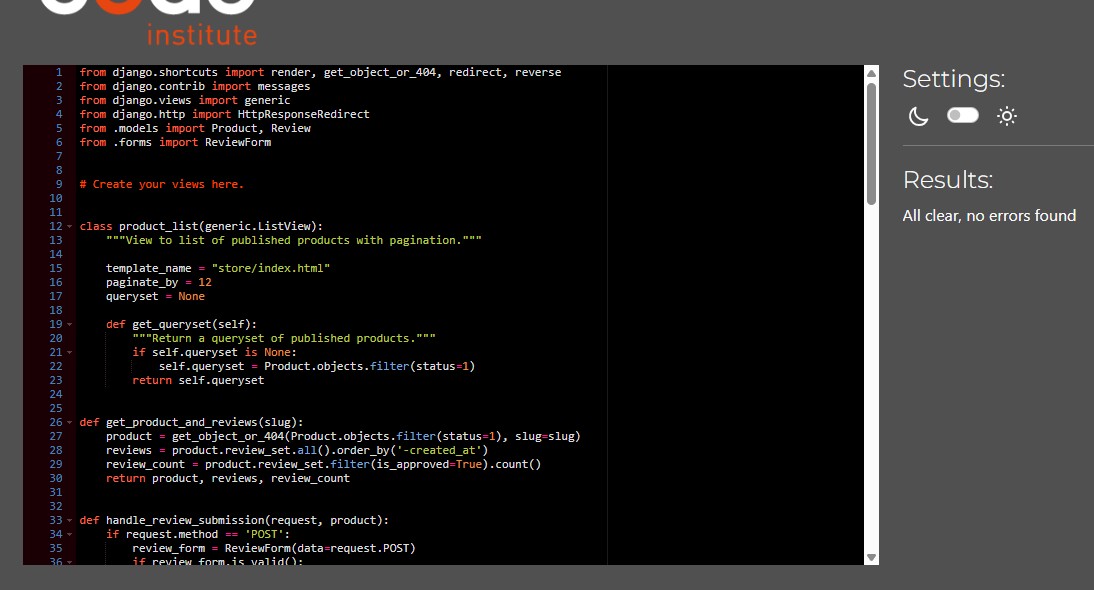 code
institute
1 from django.shortcuts import render, get_object_or_404, redirect, reverse
2 from django.contrib import messages
3 from django.views import generic
4 from django.http import HttpResponseRedirect
5 from .models import Product, Review
6 from .forms import ReviewForm
7
8
9 # Create your views here.
10
11
12 class product_list(generic.ListView):
13     """View to list of published products with pagination."""
14
15     template_name = "store/index.html"
16     paginate_by = 12
17     queryset = None
18
19     def get_queryset(self):
20         """Return a queryset of published products."""
21         if self.queryset is None:
22             self.queryset = Product.objects.filter(status=1)
23         return self.queryset
24
25
26 def get_product_and_reviews(slug):
27     product = get_object_or_404(Product.objects.filter(status=1), slug=slug)
28     reviews = product.review_set.all().order_by('-created_at')
29     review_count = product.review_set.filter(is_approved=True).count()
30     return product, reviews, review_count
31
32
33 def handle_review_submission(request, product):
34     if request.method == 'POST':
35         review_form = ReviewForm(data=request.POST)
36         if review_form.is_valid():
Settings:
Results:
All clear, no errors found